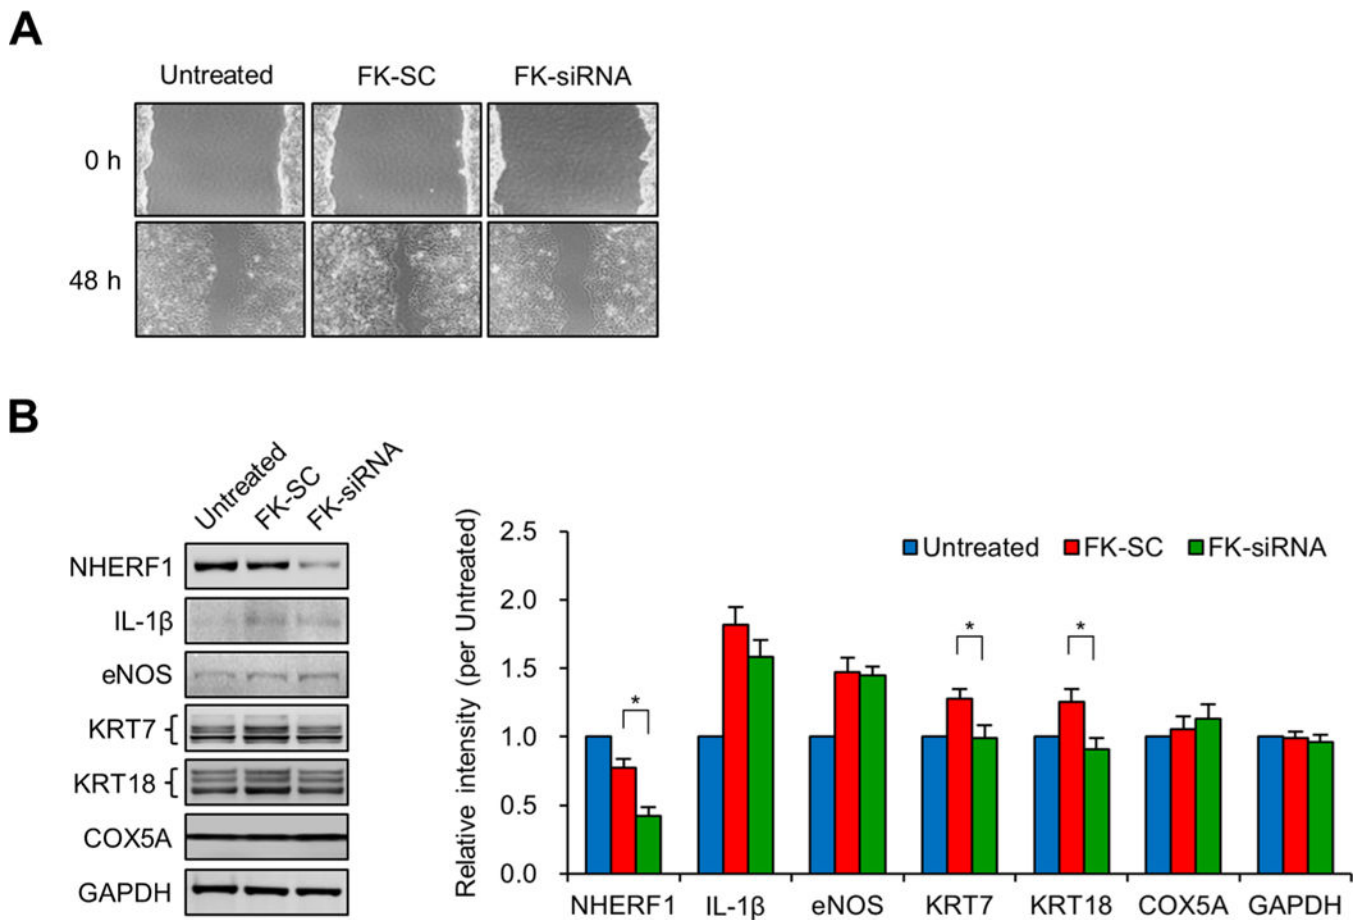 A
Untreated FK-SC FK-siRNA
0 h
48 h
B
Untreated FK-SC FK-siRNA
NHERF1
IL-1β
eNOS
KRT7 {
KRT18 {
COX5A
GAPDH
Relative intensity (per Untreated)
2.5
2.0
1.5
1.0
0.5
0.0
Untreated FK-SC FK-siRNA
*
*
*
NHERF1 IL-1β eNOS KRT7 KRT18 COX5A GAPDH